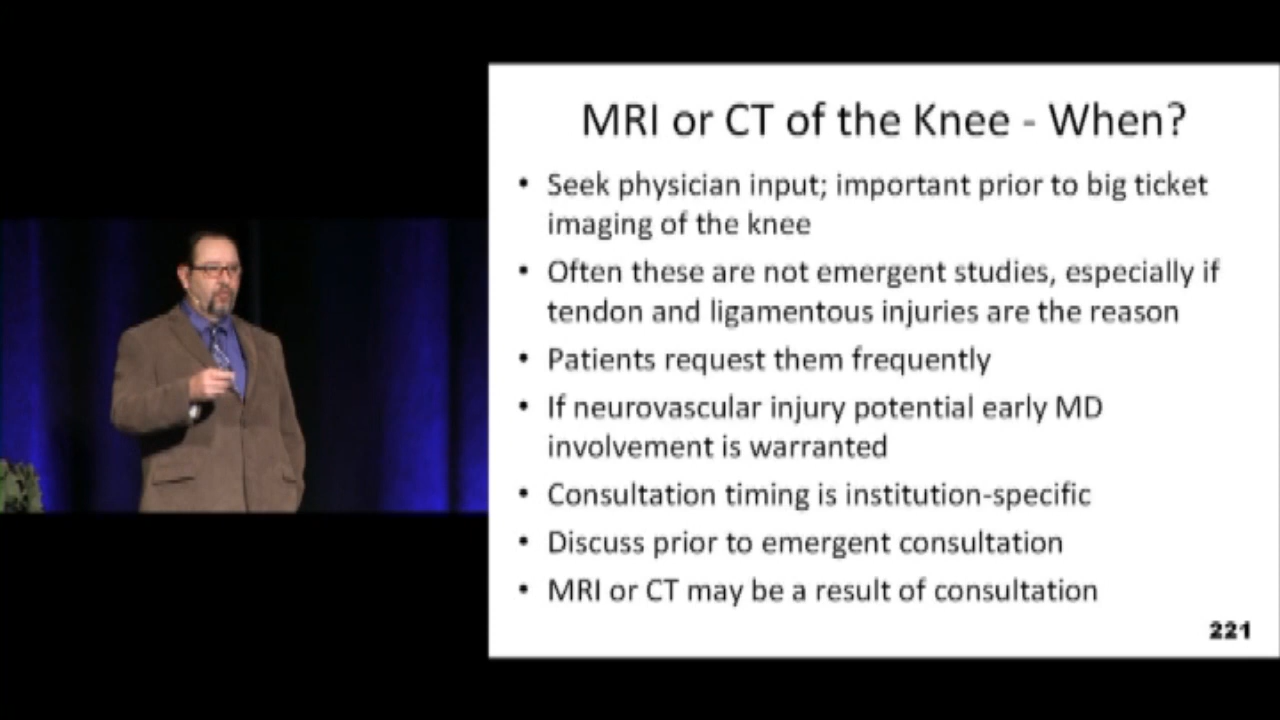 MRI or CT of the Knee - When?
• Seek physician input; important prior to big ticket
imaging of the knee
• Often these are not emergent studies, especially if
tendon and ligamentous injuries are the reason
• Patients request them frequently
• If neurovascular injury potential early MD
involvement is warranted
• Consultation timing is institution-specific
• Discuss prior to emergent consultation
• MRI or CT may be a result of consultation
221